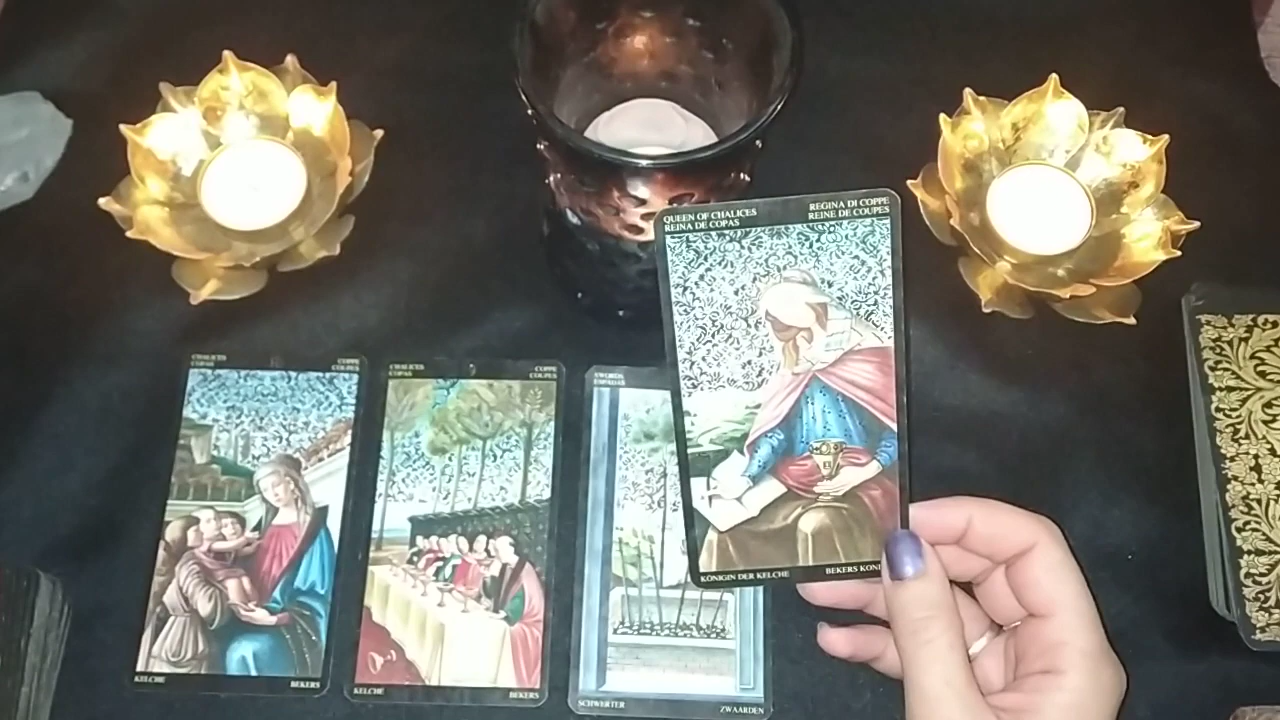 QUEEN OF CHALICES
REINA DE COPAS
REGINA DI COPPE
REINE DE COUPES
KÖNIGIN DER KELCHE
BEKERS KONI
CHALICES
COPAS
COPPE
COUPES
KELCHE
BEKERS
CHALICES
COPAS
COPPE
COUPES
KELCHE
BEKERS
SWORDS
ESPADAS
SCHWERTER
ZWAARDEN